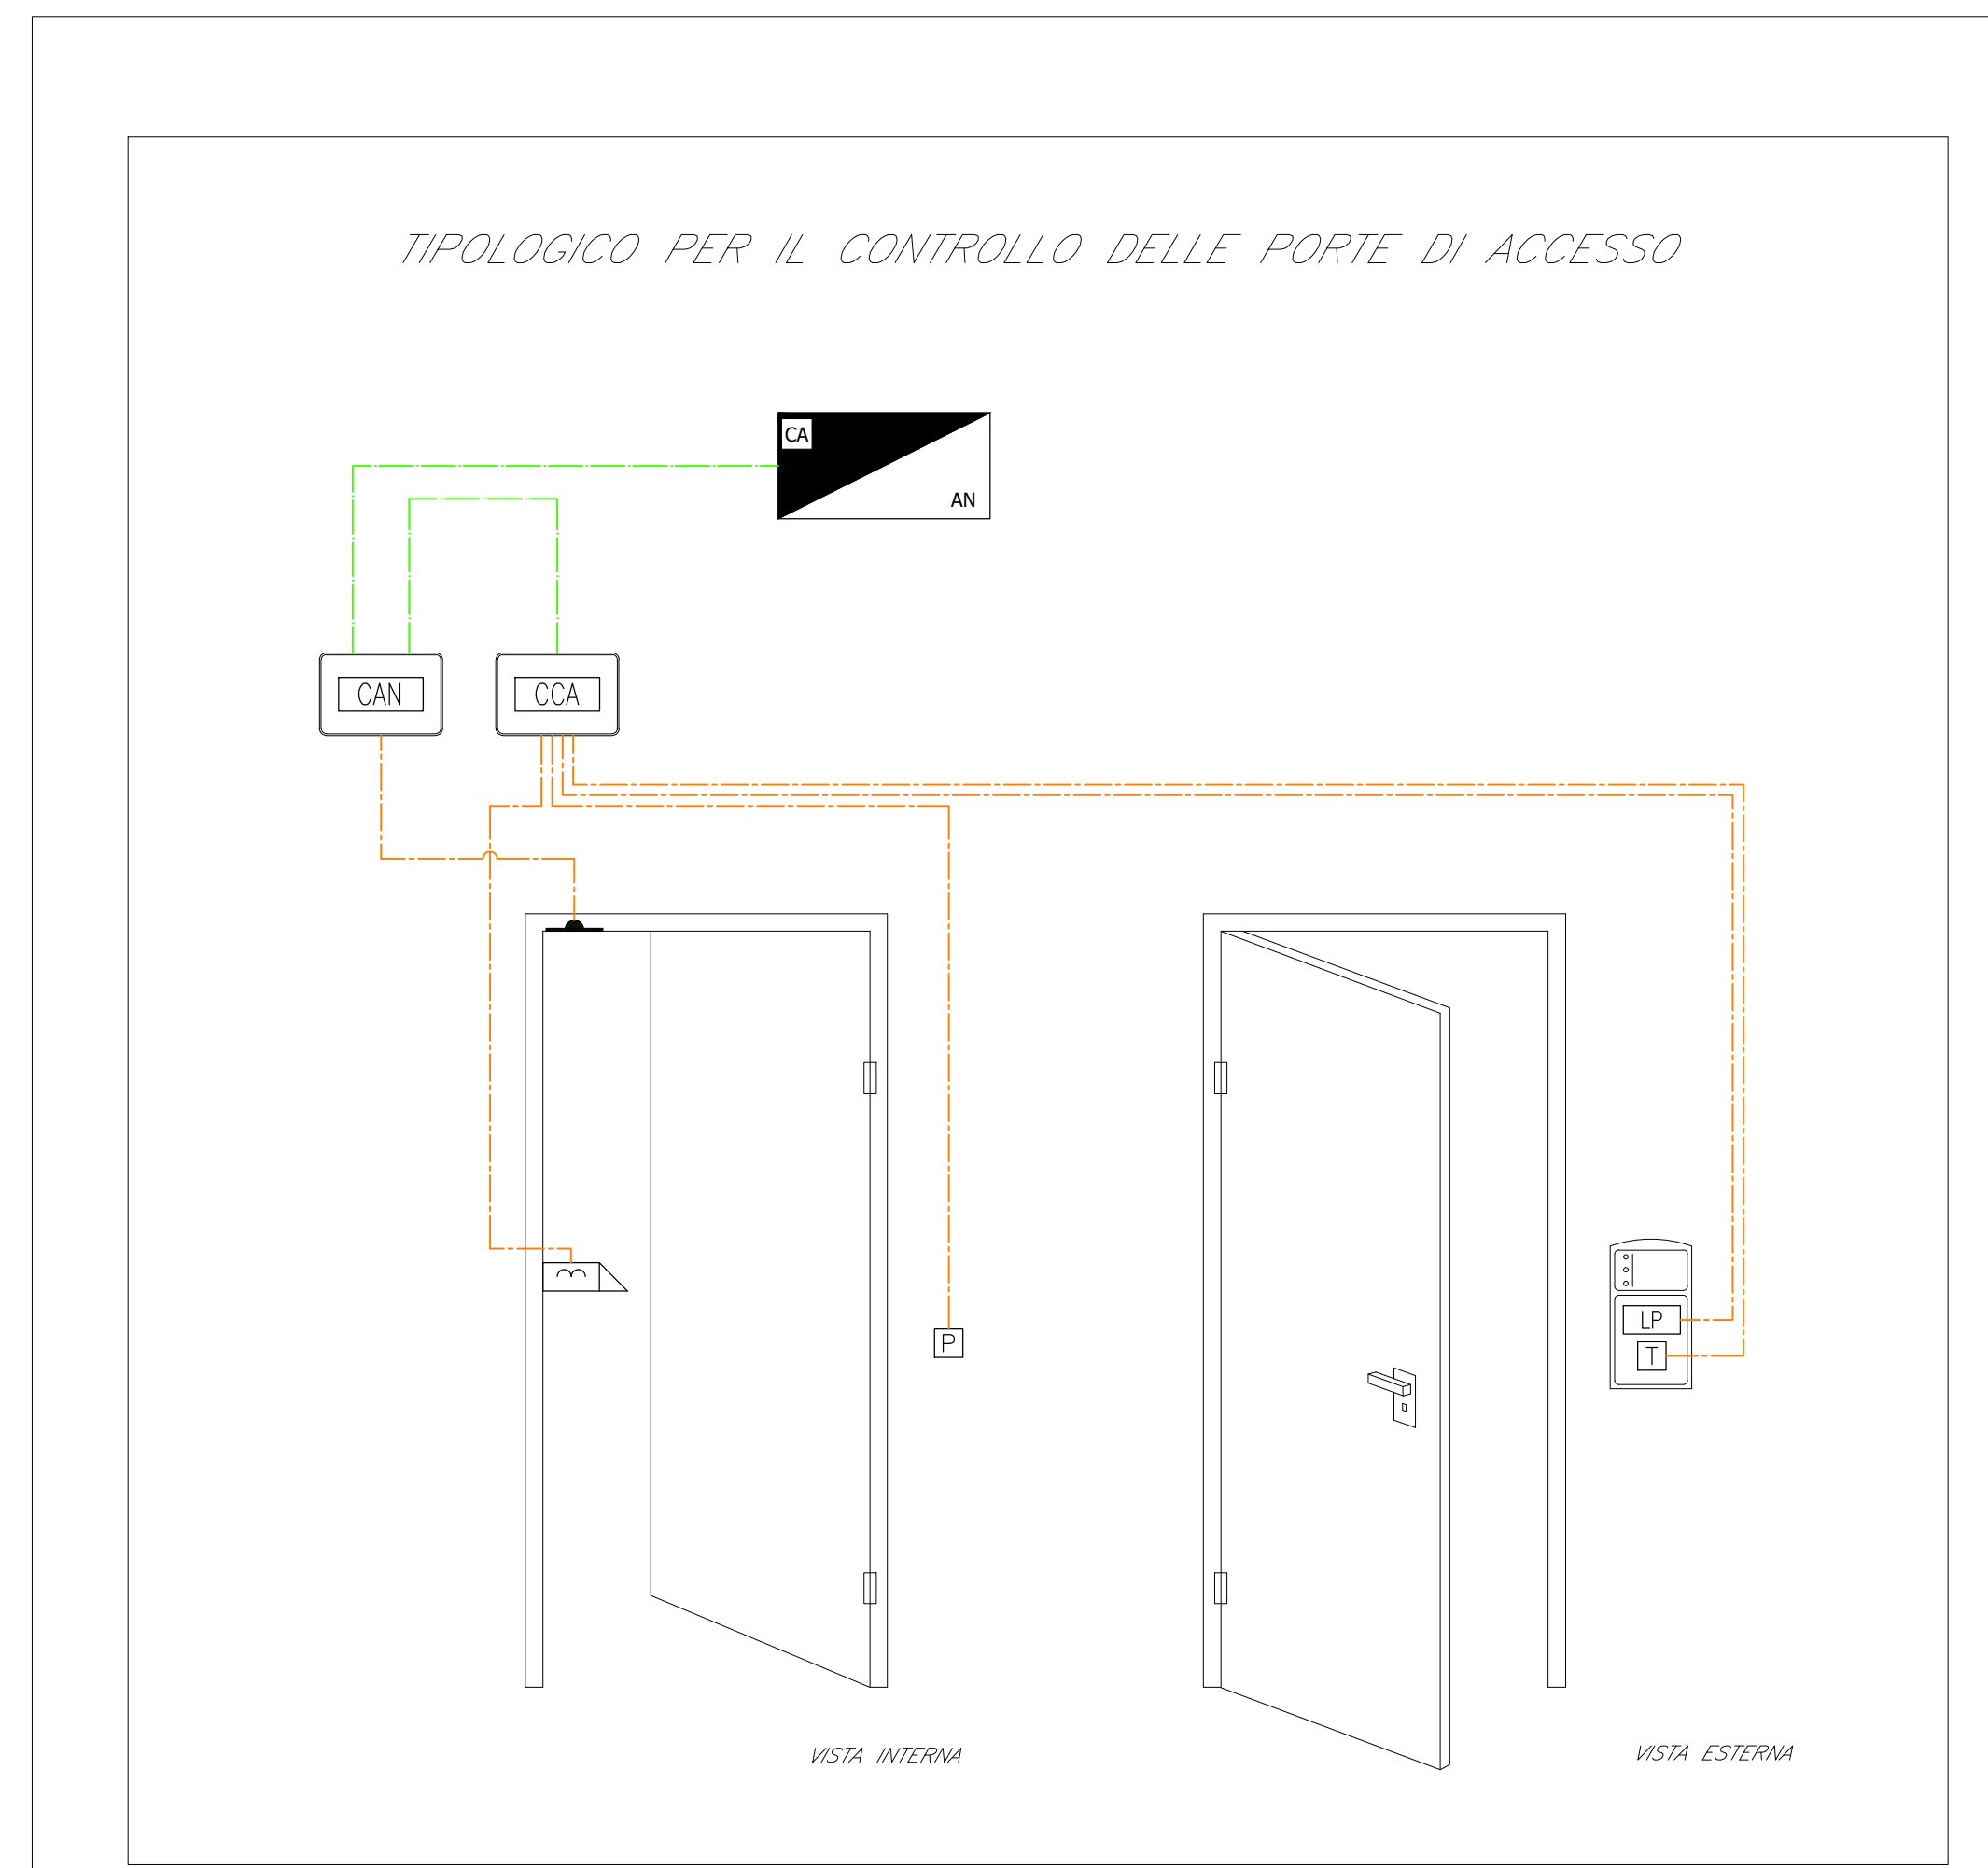 TIPOLOGICO PER IL CONTROLLO DELLE PORTE DI ACCESSO
CA
AN
CAN
CCA
LP
P
T
VISTA INTERNA
VISTA ESTERNA